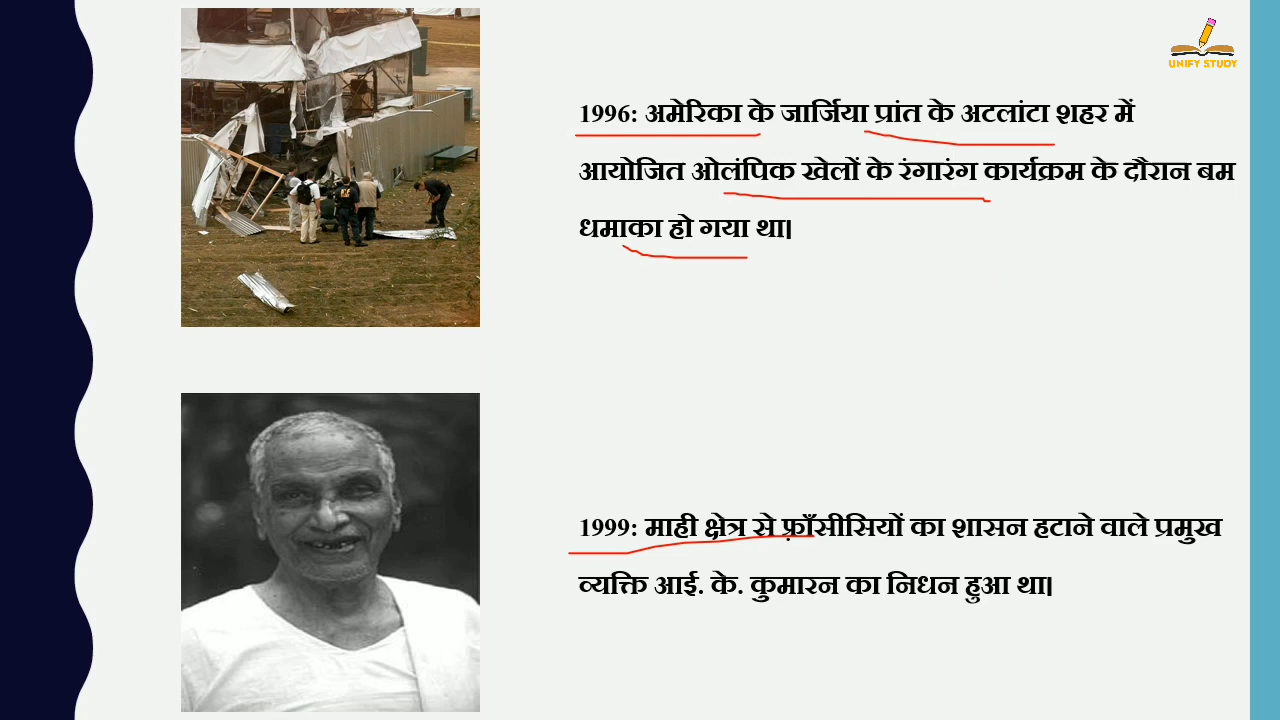 UNIFY STUDY
1996: अमेरिका के जार्जिया प्रांत के अटलांटा शहर में
आयोजित ओलंपिक खेलों के रंगारंग कार्यक्रम के दौरान बम
धमाका हो गया था।
1999: माही क्षेत्र से फ़्राँसीसियों का शासन हटाने वाले प्रमुख
व्यक्ति आई. के. कुमारन का निधन हुआ था।